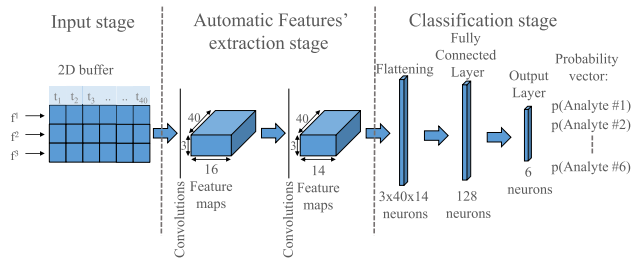 Input stage
Automatic Features'
extraction stage
Classification stage
2D buffer
t1 t2 t3 .. .. t40
f1
f2
f3
40
3
16
Feature
maps
Convolutions
40
3
14
Feature
maps
Convolutions
Flattening
3x40x14
neurons
Fully
Connected
Layer
128
neurons
Output
Layer
6
neurons
Probability
vector:
p(Analyte #1)
p(Analyte #2)
p(Analyte #6)